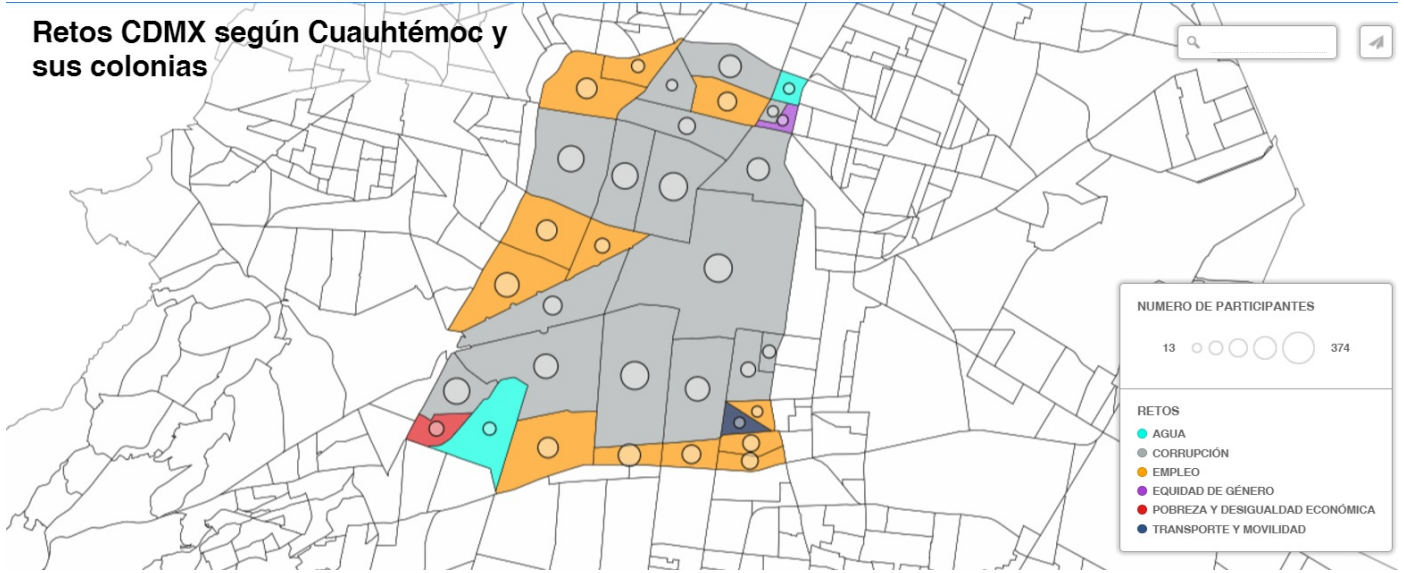 Retos CDMX según Cuauhtémoc y
sus colonias
NUMERO DE PARTICIPANTES
13
374
RETOS
AGUA
CORRUPCIÓN
EMPLEO
EQUIDAD DE GÉNERO
POBREZA Y DESIGUALDAD ECONÓMICA
TRANSPORTE Y MOVILIDAD